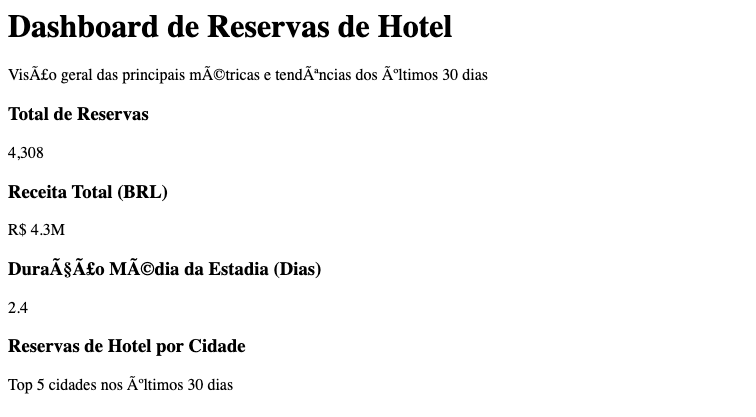 Dashboard de Reservas de Hotel
VisÃ£o geral das principais mÃ©tricas e tendÃªncias dos Ãºltimos 30 dias
Total de Reservas
4,308
Receita Total (BRL)
R$ 4.3M
DuraÃ§Ã£o MÃ©dia da Estadia (Dias)
2.4
Reservas de Hotel por Cidade
Top 5 cidades nos Ãºltimos 30 dias